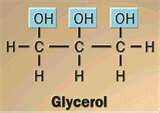 OH OH OH
H — C — C — C — H
H H H
Glycerol